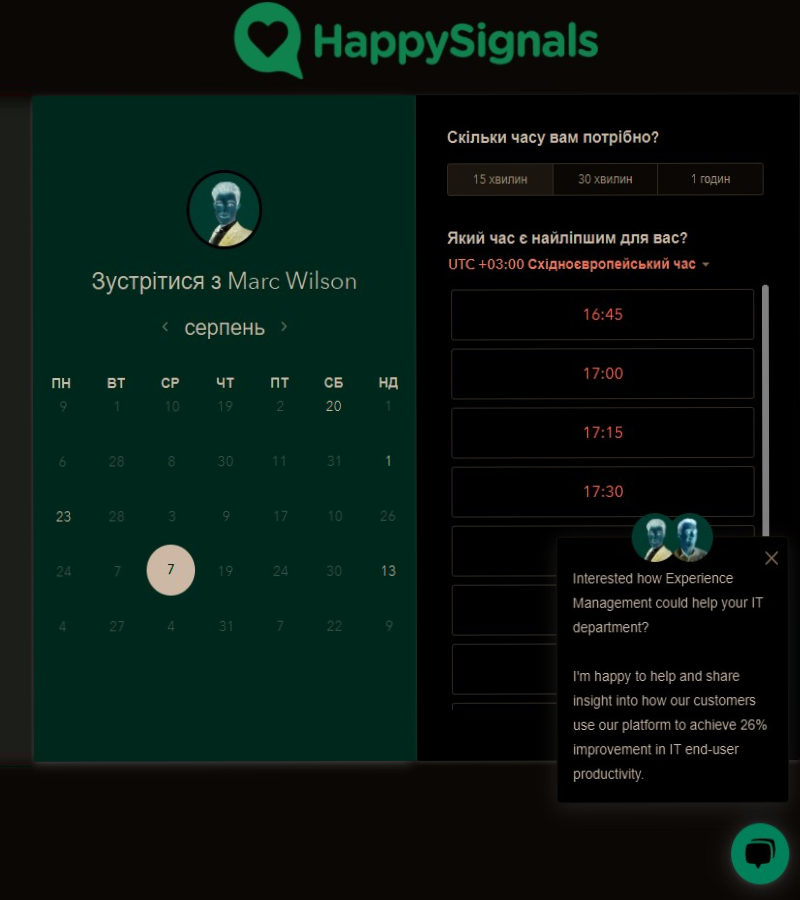 HappySignals
Зустрітися з Marc Wilson
серпень
ПН ВТ СР ЧТ ПТ СБ НД
9 1 10 19 2 20 1
6 28 8 30 11 31 1
23 28 3 9 17 10 26
24 7 7 19 24 30 13
4 27 4 31 7 22 9
Скільки часу вам потрібно?
15 хвилин 30 хвилин 1 годин
Який час є найліпшим для вас?
UTC +03:00 Східноєвропейський час
16:45
17:00
17:15
17:30
Interested how Experience
Management could help your IT
department?
I'm happy to help and share
insight into how our customers
use our platform to achieve 26%
improvement in IT end-user
productivity.